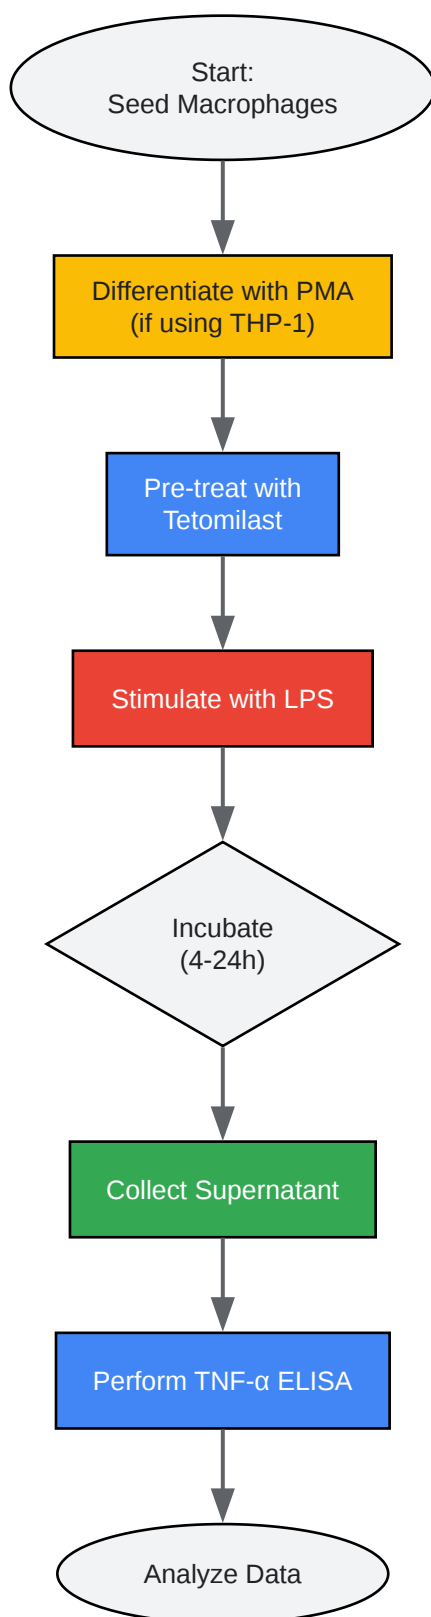 Start:
Seed Macrophages
Differentiate with PMA
(if using THP-1)
Pre-treat with
Tetomilast
Stimulate with LPS
Incubate
(4-24h)
Collect Supernatant
Perform TNF-α ELISA
Analyze Data